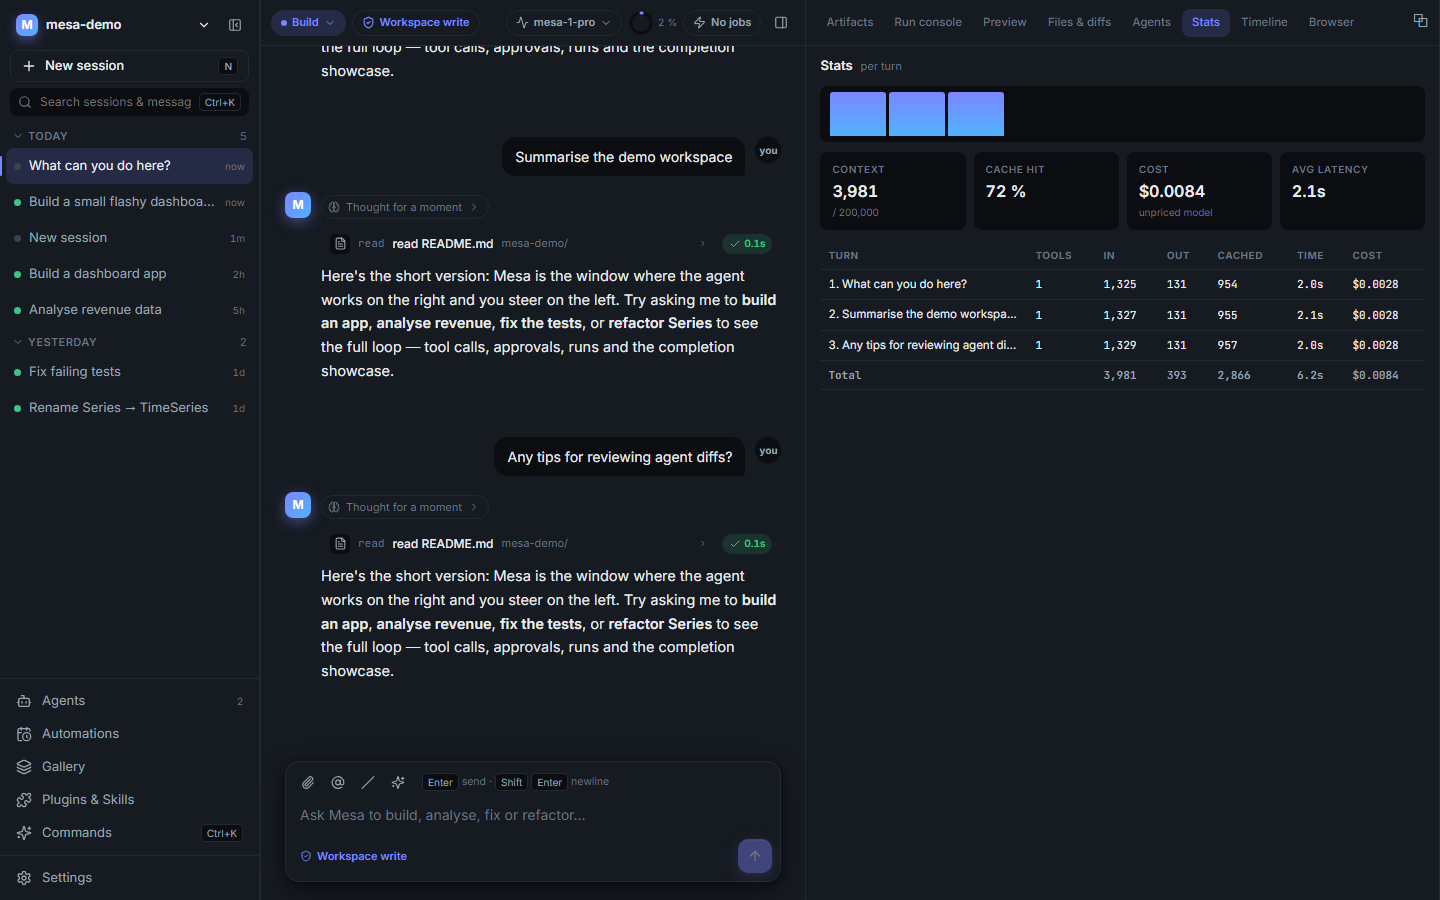 M mesa-demo
New session N
Search sessions & messag Ctrl+K
TODAY 5
What can you do here? now
Build a small flashy dashboa... now
New session 1m
Build a dashboard app 2h
Analyse revenue data 5h
YESTERDAY 2
Fix failing tests 1d
Rename Series → TimeSeries 1d
Agents 2
Automations
Gallery
Plugins & Skills
Commands Ctrl+K
Settings
Build Workspace write mesa-1-pro 2 % No jobs
the full loop — tool calls, approvals, runs and the completion
showcase.
Summarise the demo workspace you
M Thought for a moment
read read README.md mesa-demo/ 0.1s
Here's the short version: Mesa is the window where the agent
works on the right and you steer on the left. Try asking me to build
an app, analyse revenue, fix the tests, or refactor Series to see
the full loop — tool calls, approvals, runs and the completion
showcase.
Any tips for reviewing agent diffs? you
M Thought for a moment
read read README.md mesa-demo/ 0.1s
Here's the short version: Mesa is the window where the agent
works on the right and you steer on the left. Try asking me to build
an app, analyse revenue, fix the tests, or refactor Series to see
the full loop — tool calls, approvals, runs and the completion
showcase.
Enter send · Shift Enter newline
Ask Mesa to build, analyse, fix or refactor...
Workspace write
Artifacts Run console Preview Files & diffs Agents Stats Timeline Browser
Stats per turn
CONTEXT CACHE HIT COST AVG LATENCY
3,981 72 % $0.0084 2.1s
/ 200,000 unpriced model
TURN TOOLS IN OUT CACHED TIME COST
1. What can you do here? 1 1,325 131 954 2.0s $0.0028
2. Summarise the demo workspa... 1 1,327 131 955 2.1s $0.0028
3. Any tips for reviewing agent di... 1 1,329 131 957 2.0s $0.0028
Total 3,981 393 2,866 6.2s $0.0084